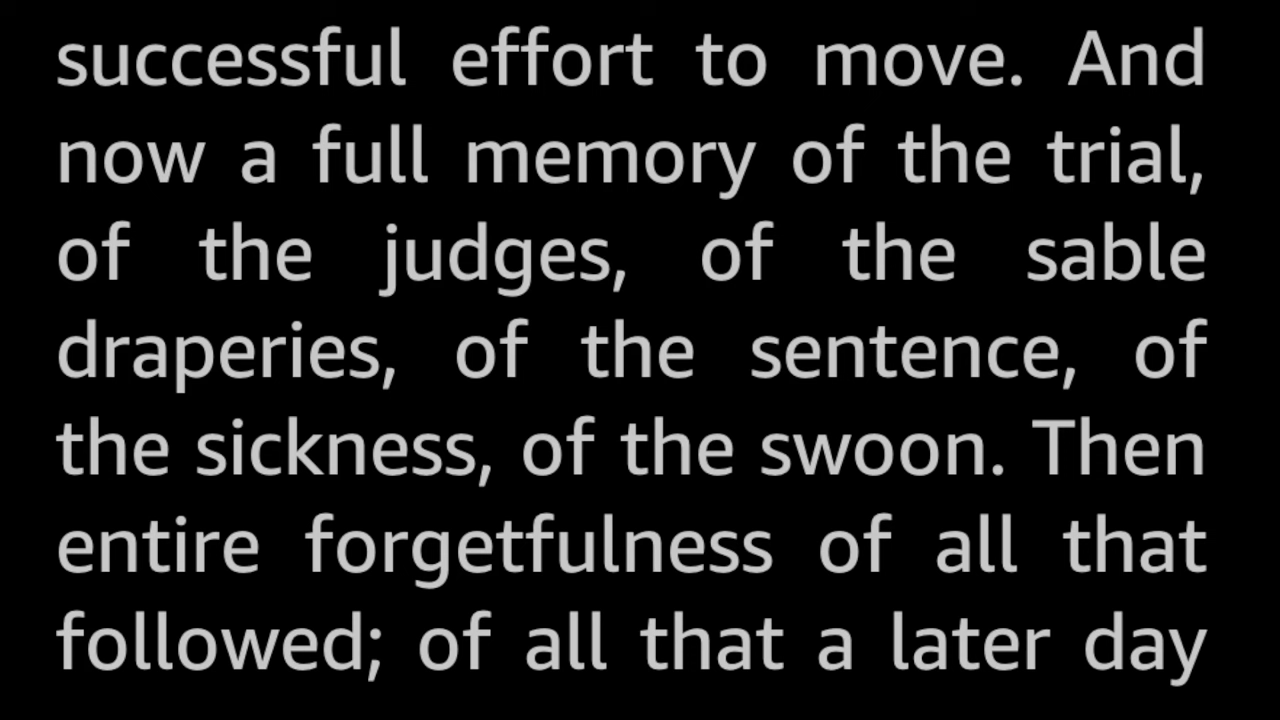 successful effort to move. And
now a full memory of the trial,
of the judges, of the sable
draperies, of the sentence, of
the sickness, of the swoon. Then
entire forgetfulness of all that
followed; of all that a later day